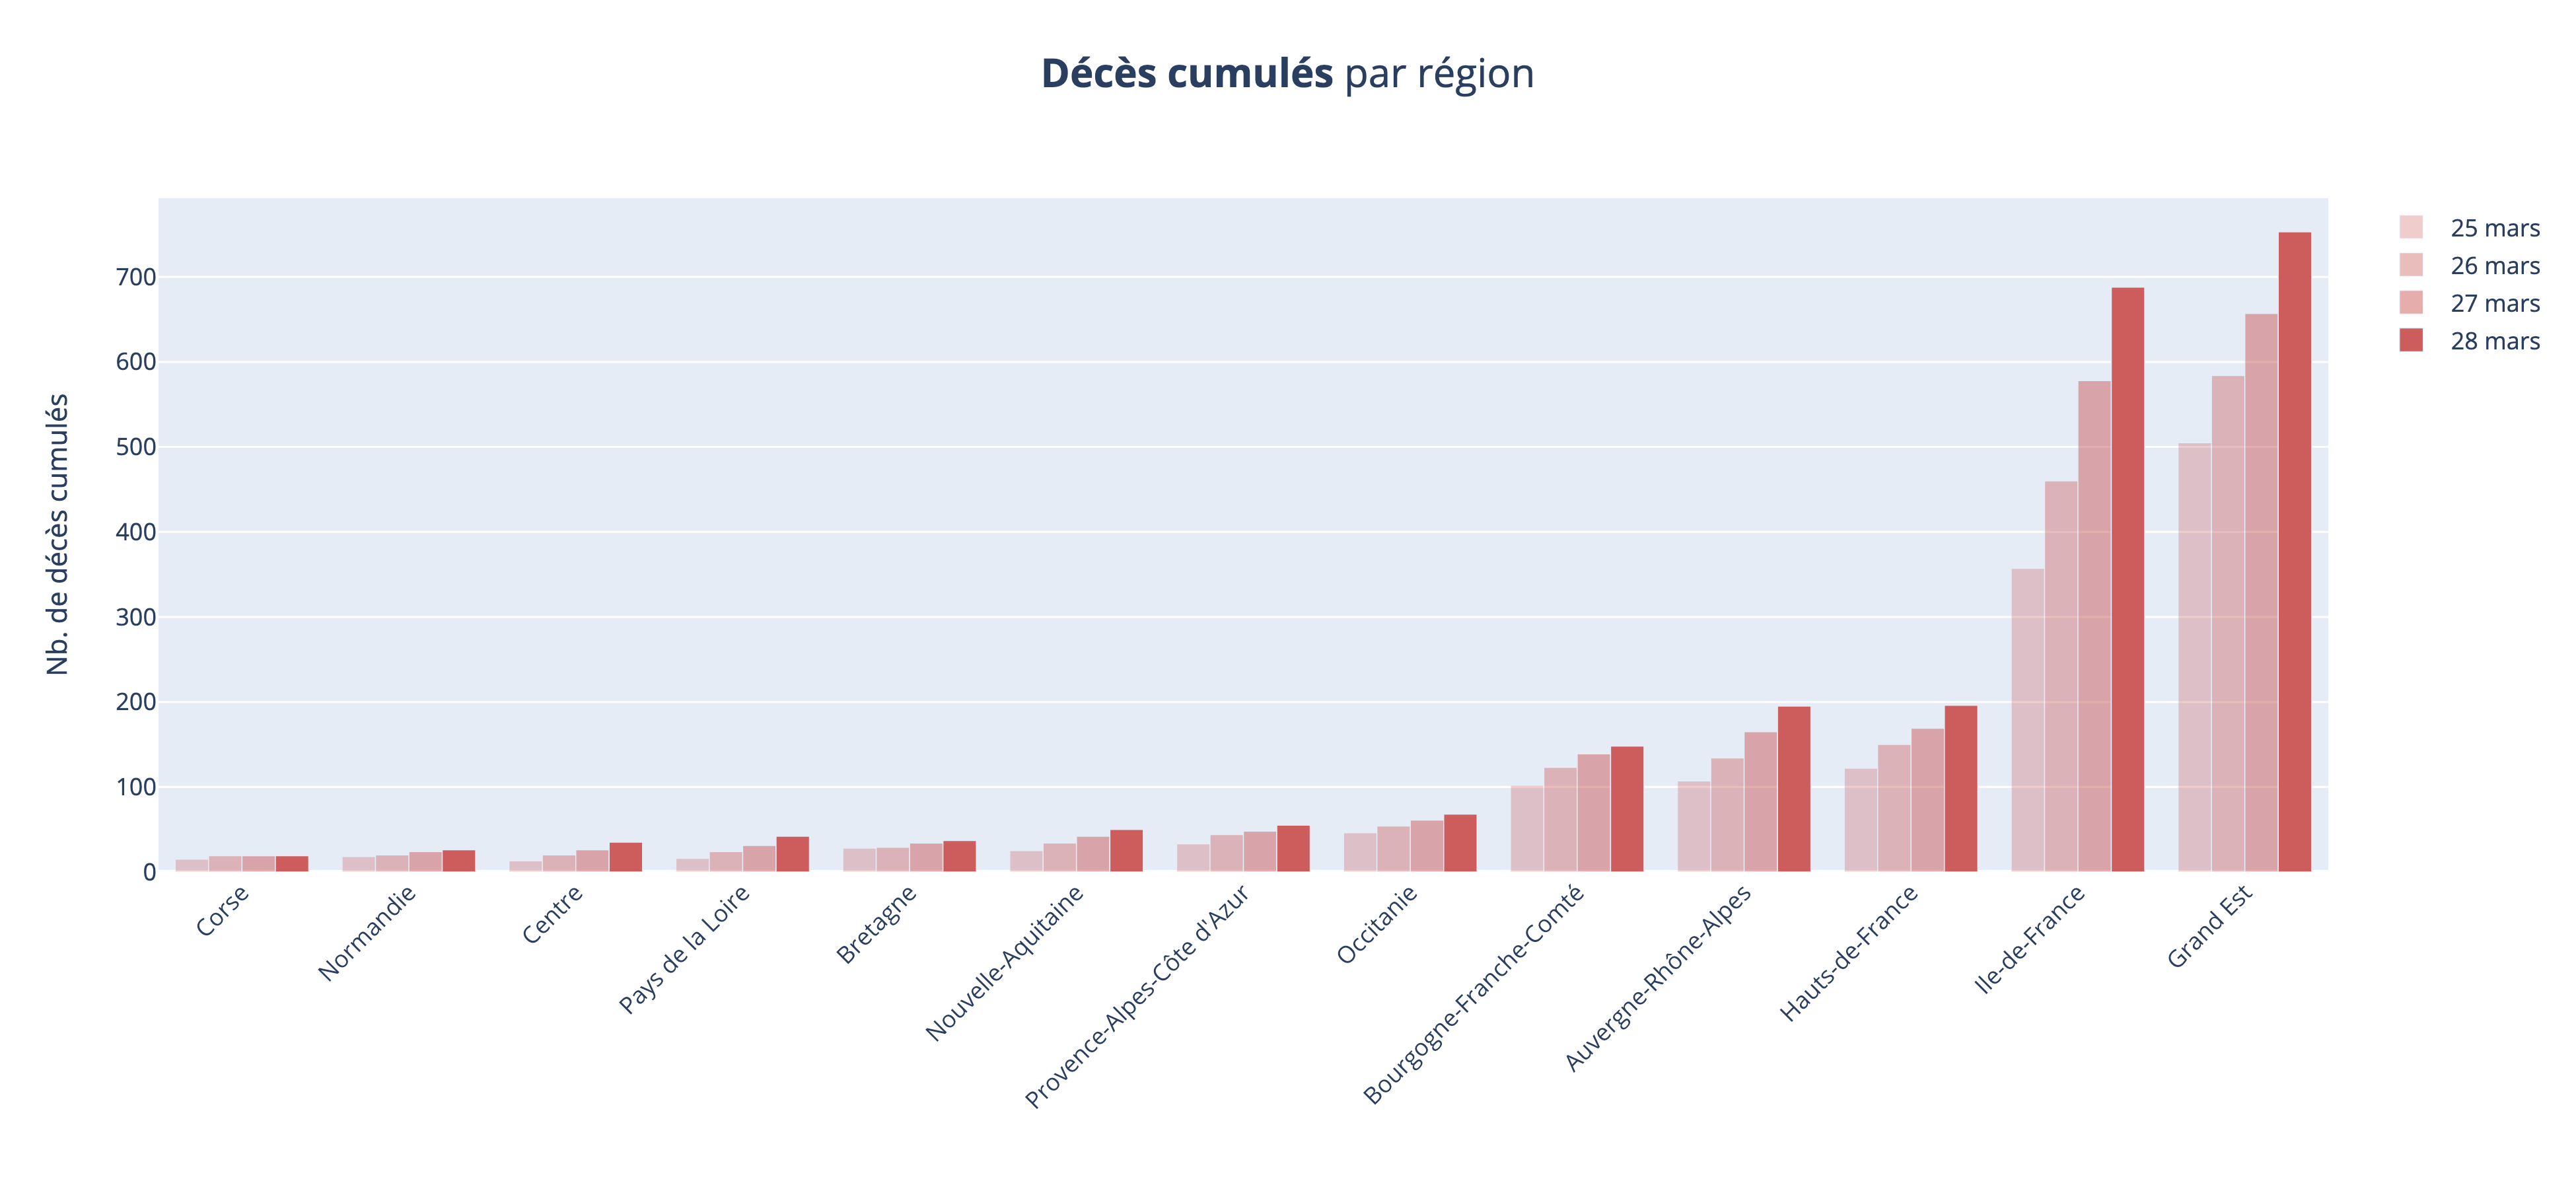 Décès cumulés par région
25 mars
26 mars
27 mars
28 mars
Nb. de décès cumulés
700
600
500
400
300
200
100
0
Corse
Normandie
Centre
Pays de la Loire
Bretagne
Nouvelle-Aquitaine
Provence-Alpes-Côte d'Azur
Occitanie
Bourgogne-Franche-Comté
Auvergne-Rhône-Alpes
Hauts-de-France
Ile-de-France
Grand Est